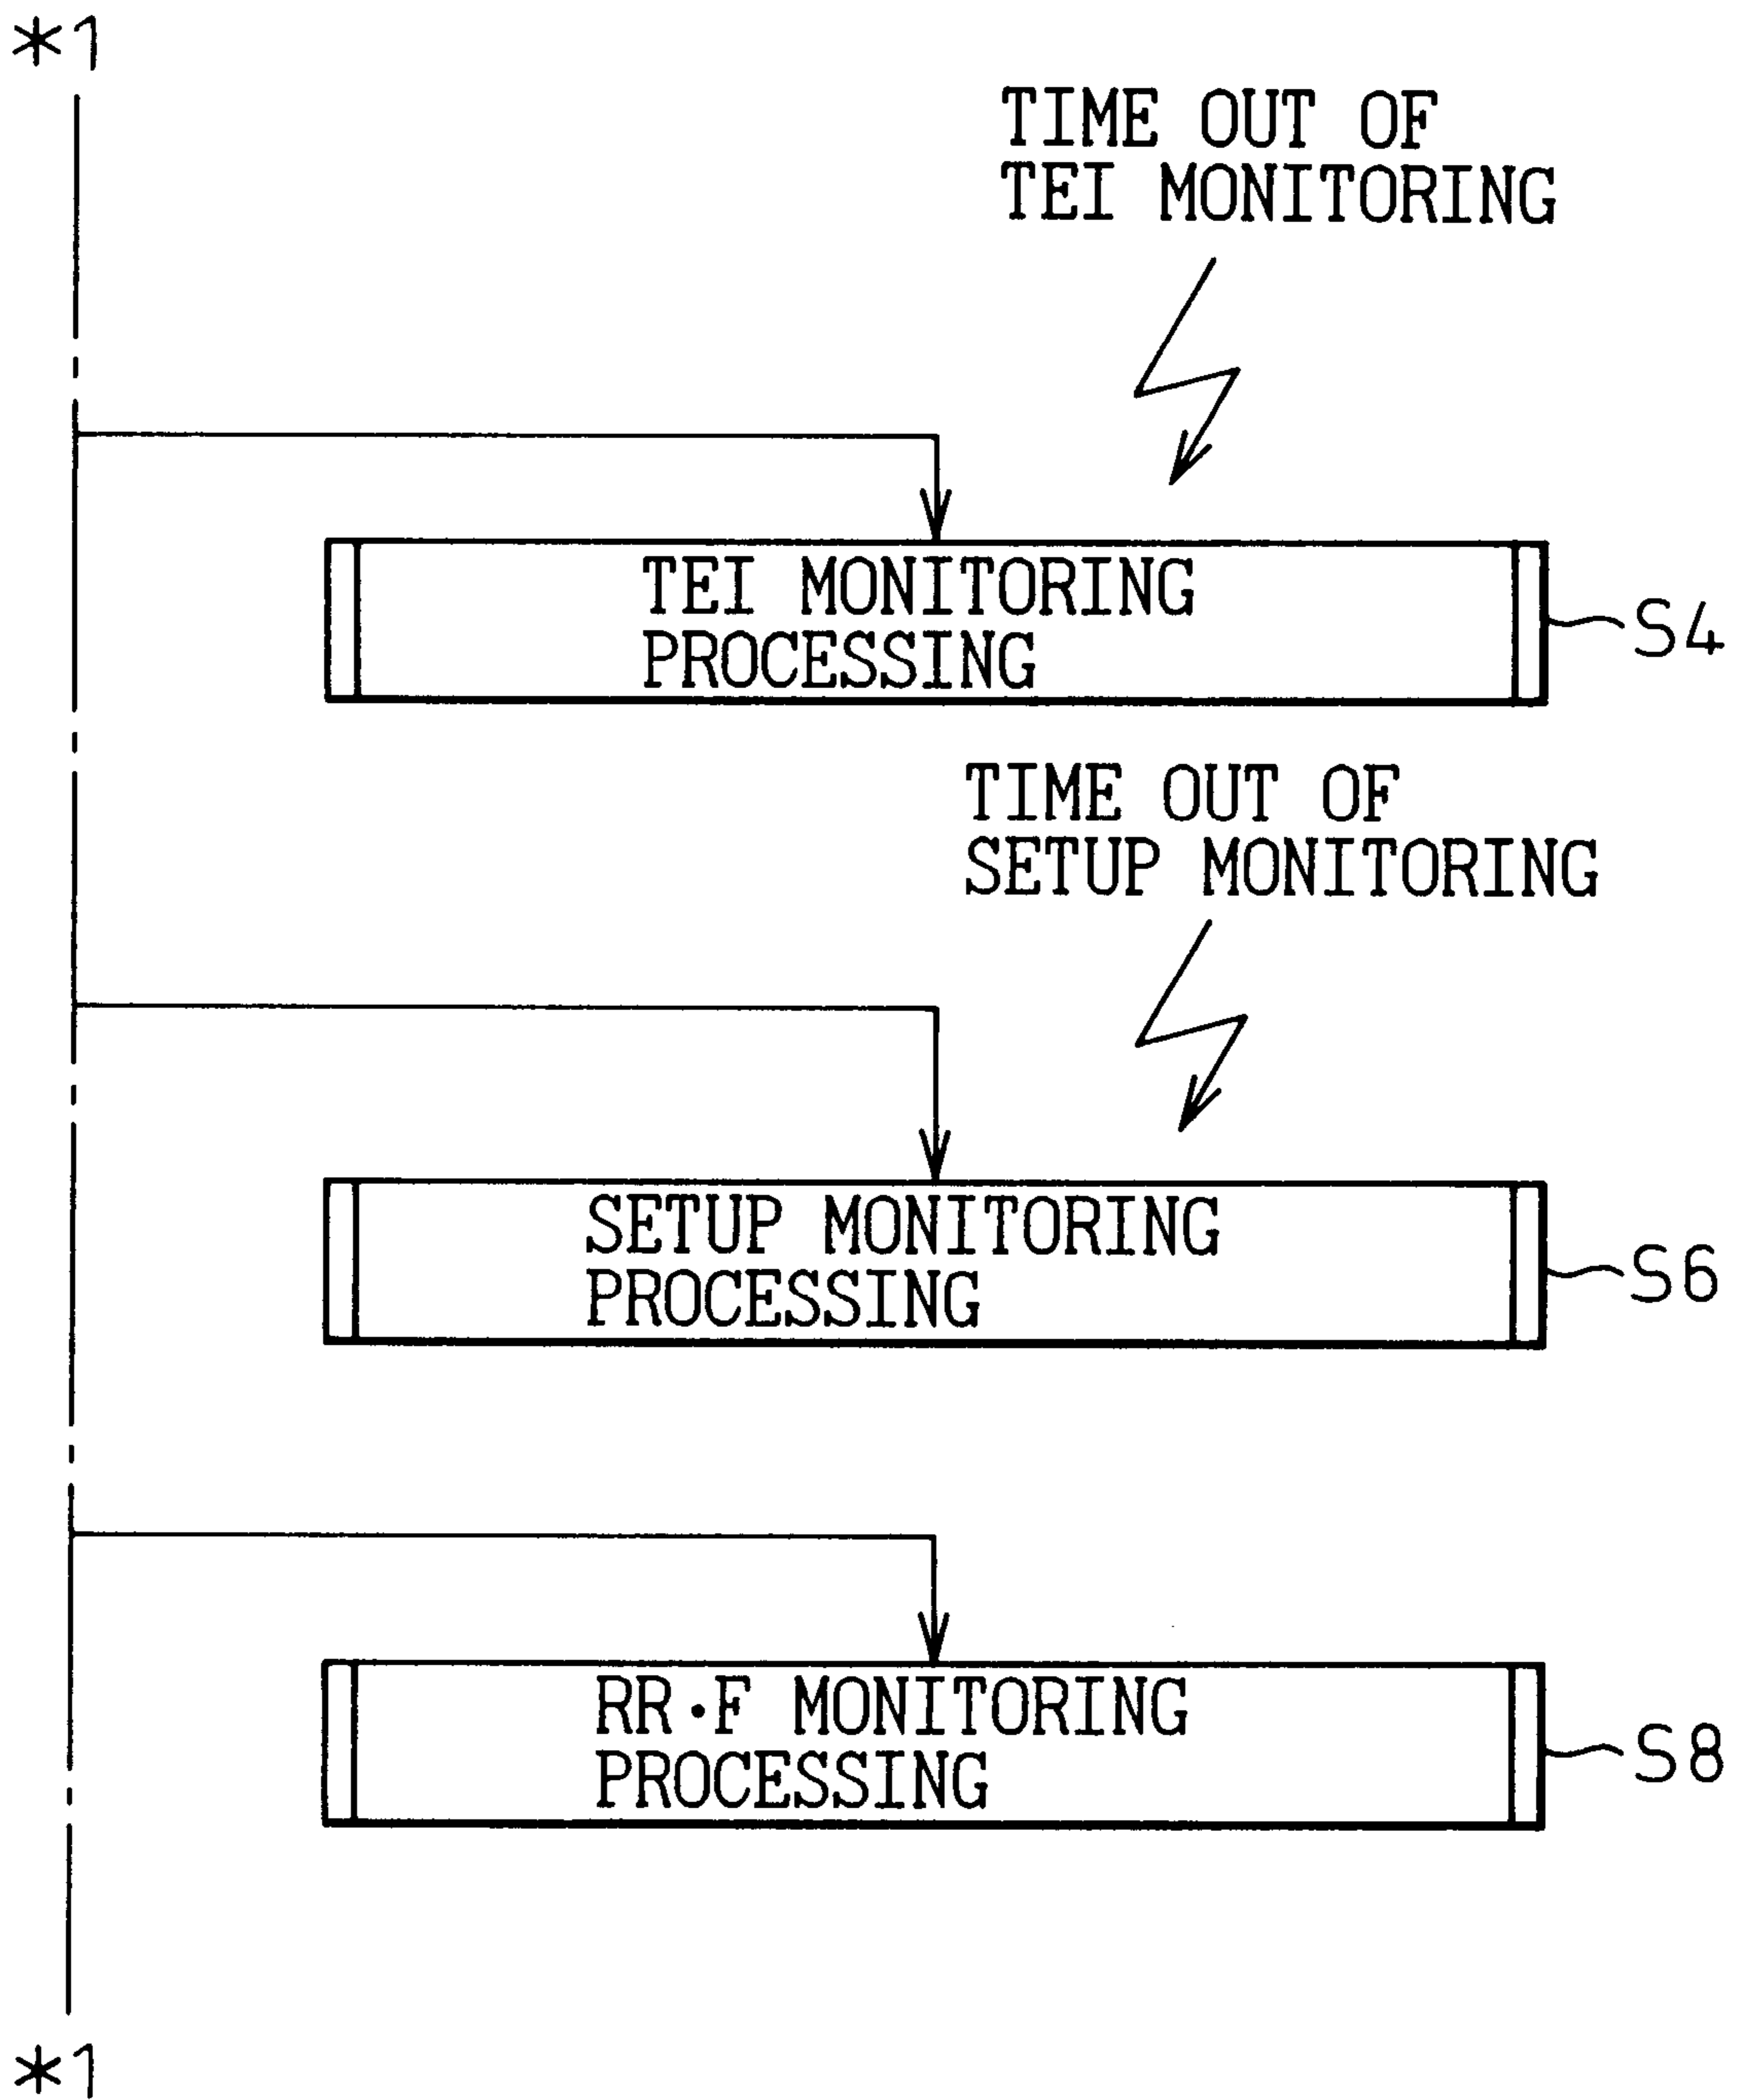 *1
TIME OUT OF
TEI MONITORING
TEI MONITORING
PROCESSING
S4
TIME OUT OF
SETUP MONITORING
SETUP MONITORING
PROCESSING
S6
RR·F MONITORING
PROCESSING
S8
*1